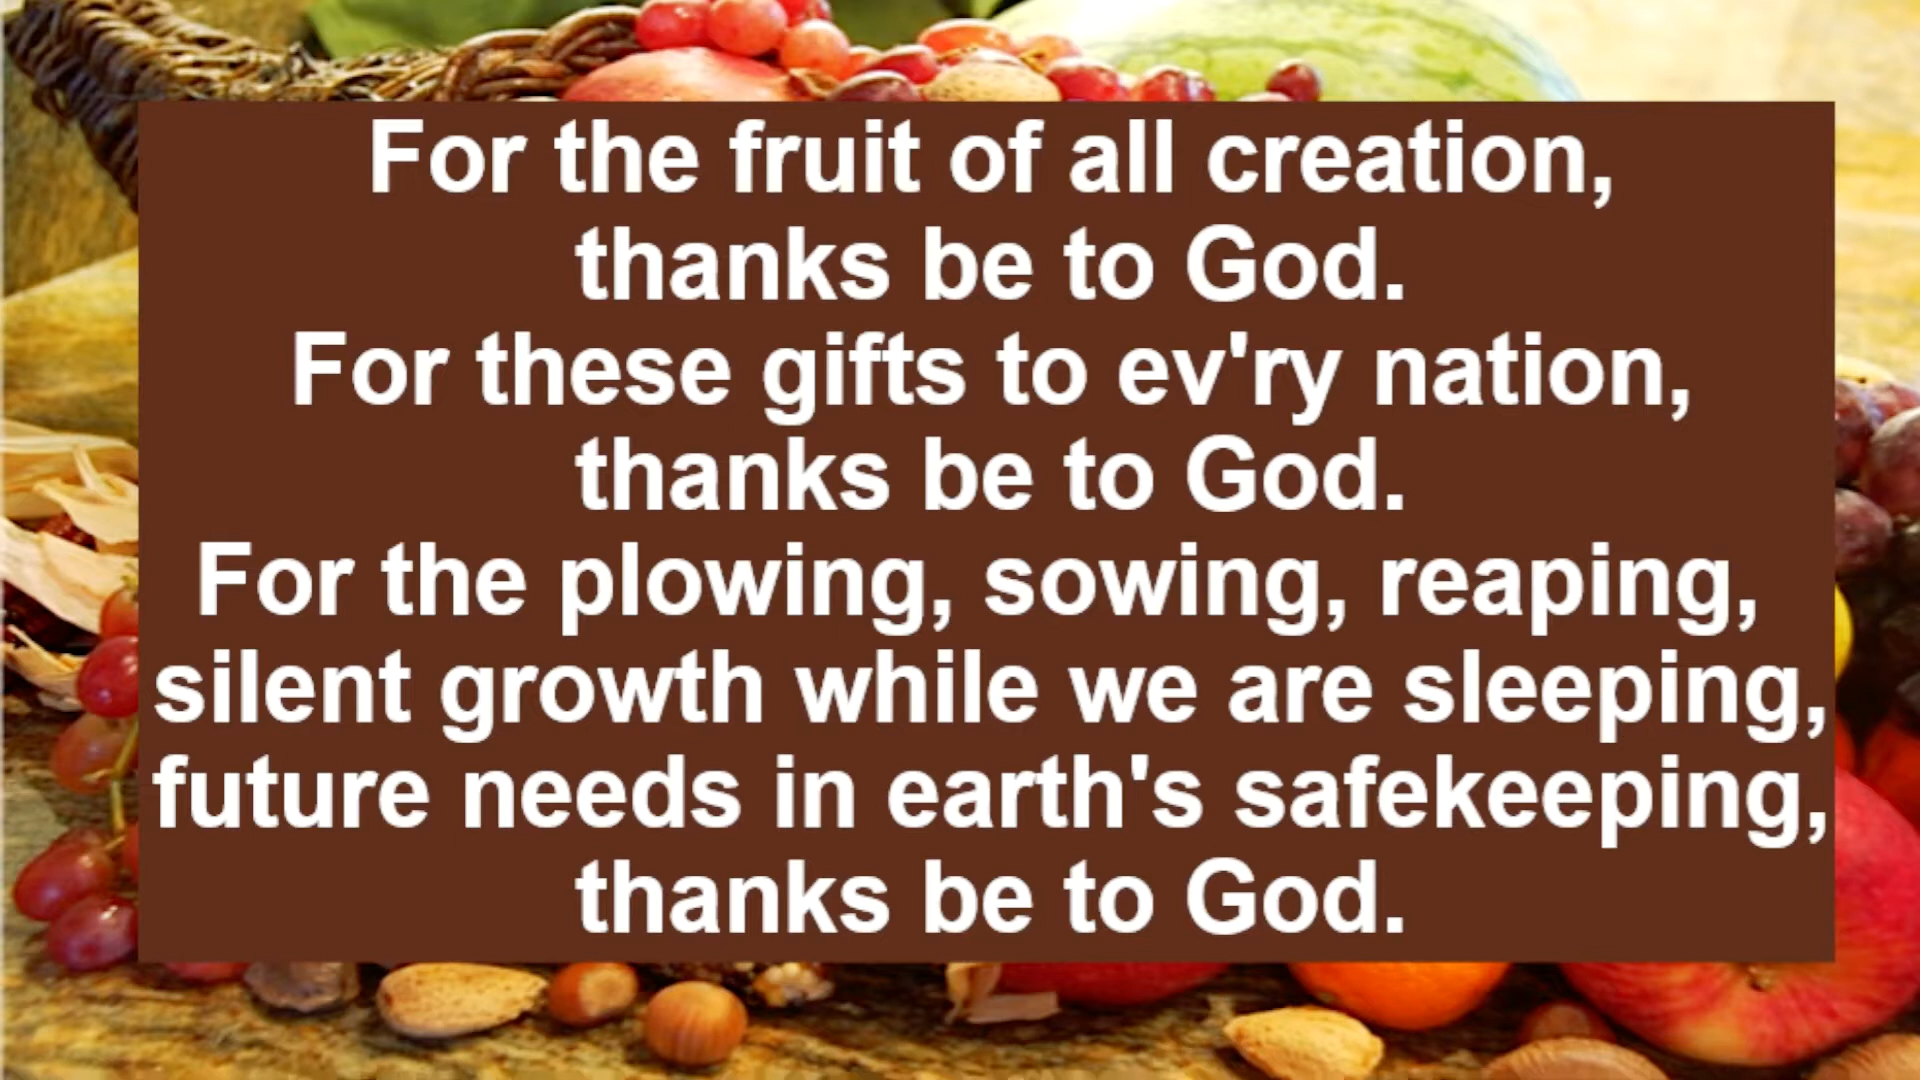 For the fruit of all creation,
thanks be to God.
For these gifts to ev'ry nation,
thanks be to God.
For the plowing, sowing, reaping,
silent growth while we are sleeping,
future needs in earth's safekeeping,
thanks be to God.